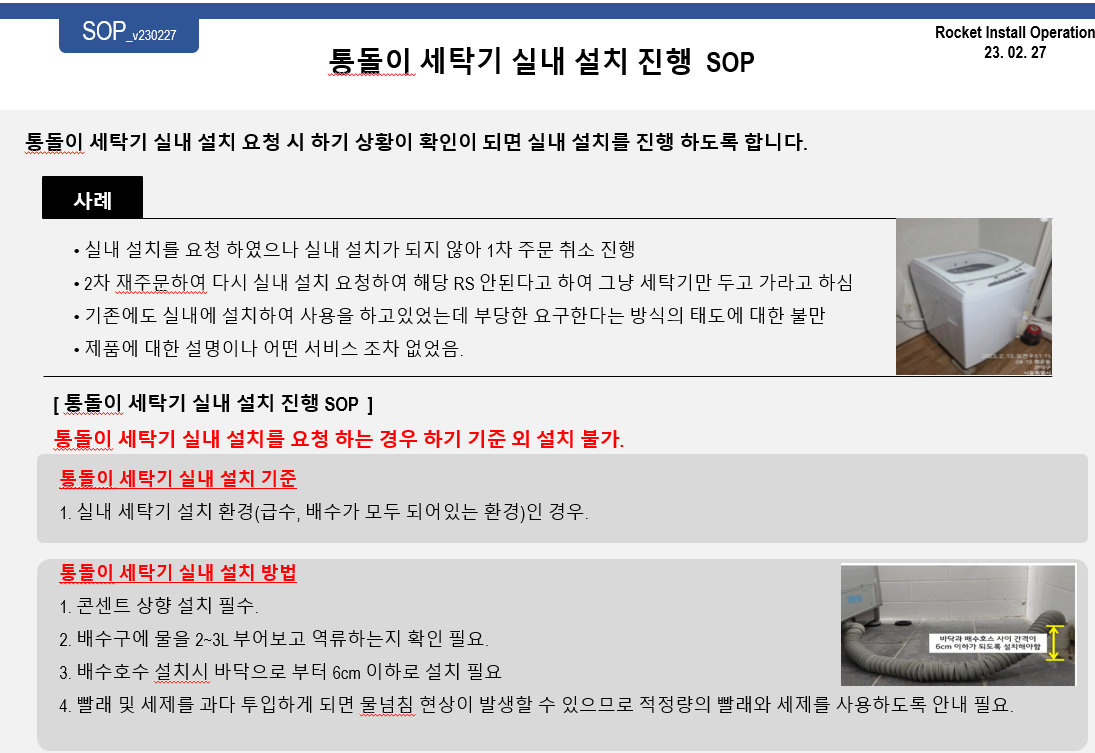 SOP_v230227
Rocket Install Operation
23. 02. 27
통돌이 세탁기 실내 설치 진행 SOP
통돌이 세탁기 실내 설치 요청 시 하기 상황이 확인이 되면 실내 설치를 진행 하도록 합니다.
사례
• 실내 설치를 요청 하였으나 실내 설치가 되지 않아 1차 주문 취소 진행
• 2차 재주문하여 다시 실내 설치 요청하여 해당 RS 안된다고 하여 그냥 세탁기만 두고 가라고 하심
• 기존에도 실내에 설치하여 사용을 하고있었는데 부당한 요구한다는 방식의 태도에 대한 불만
• 제품에 대한 설명이나 어떤 서비스 조차 없었음.
[ 통돌이 세탁기 실내 설치 진행 SOP ]
통돌이 세탁기 실내 설치를 요청 하는 경우 하기 기준 외 설치 불가.
통돌이 세탁기 실내 설치 기준
1. 실내 세탁기 설치 환경(급수, 배수가 모두 되어있는 환경)인 경우.
통돌이 세탁기 실내 설치 방법
1. 콘센트 상향 설치 필수.
2. 배수구에 물을 2~3L 부어보고 역류하는지 확인 필요.
3. 배수호수 설치시 바닥으로 부터 6cm 이하로 설치 필요
바닥과 배수호스 사이 간격이
6cm 이하가 되도록 설치해야함
4. 빨래 및 세제를 과다 투입하게 되면 물넘침 현상이 발생할 수 있으므로 적정량의 빨래와 세제를 사용하도록 안내 필요.